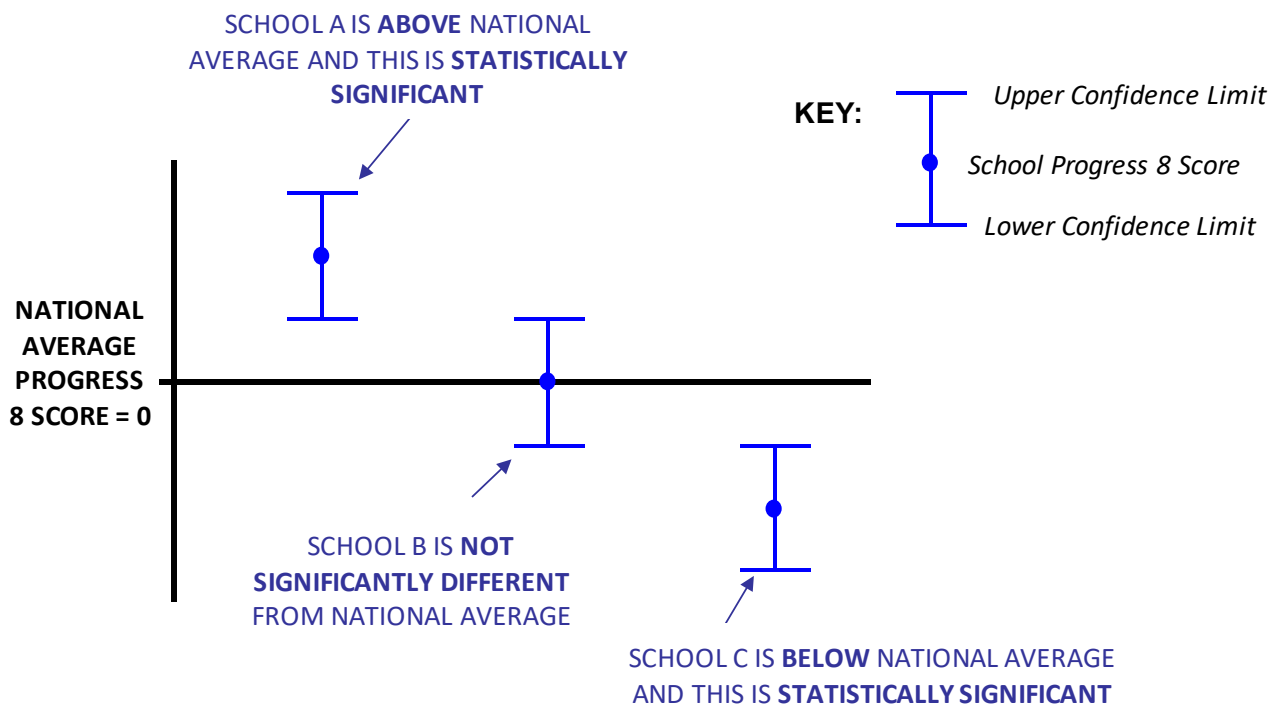 SCHOOL A IS ABOVE NATIONAL
AVERAGE AND THIS IS STATISTICALLY
SIGNIFICANT
KEY:
Upper Confidence Limit
School Progress 8 Score
Lower Confidence Limit
NATIONAL
AVERAGE
PROGRESS
8 SCORE = 0
SCHOOL B IS NOT
SIGNIFICANTLY DIFFERENT
FROM NATIONAL AVERAGE
SCHOOL C IS BELOW NATIONAL AVERAGE
AND THIS IS STATISTICALLY SIGNIFICANT